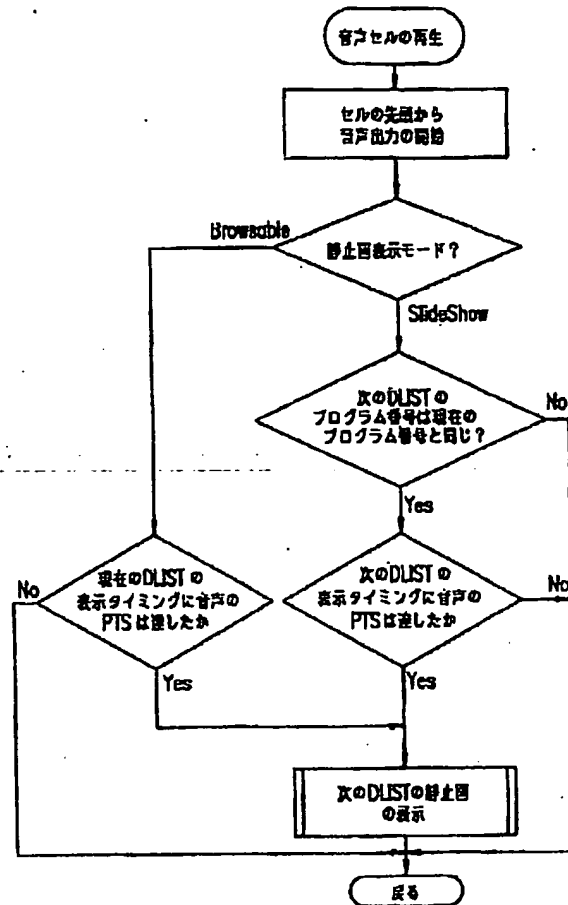 音声セルの再生
セルの先頭から
音声出力の開始
Browsable
静止画表示モード?
SlideShow
次のDLISTの
プログラム番号は現在の
プログラム番号と同じ?
No
Yes
No
現在のDLISTの
表示タイミングに音声の
PTSは達したか
次のDLISTの
表示タイミングに音声の
PTSは達したか
No
Yes
Yes
次のDLISTの静止画
の表示
戻る